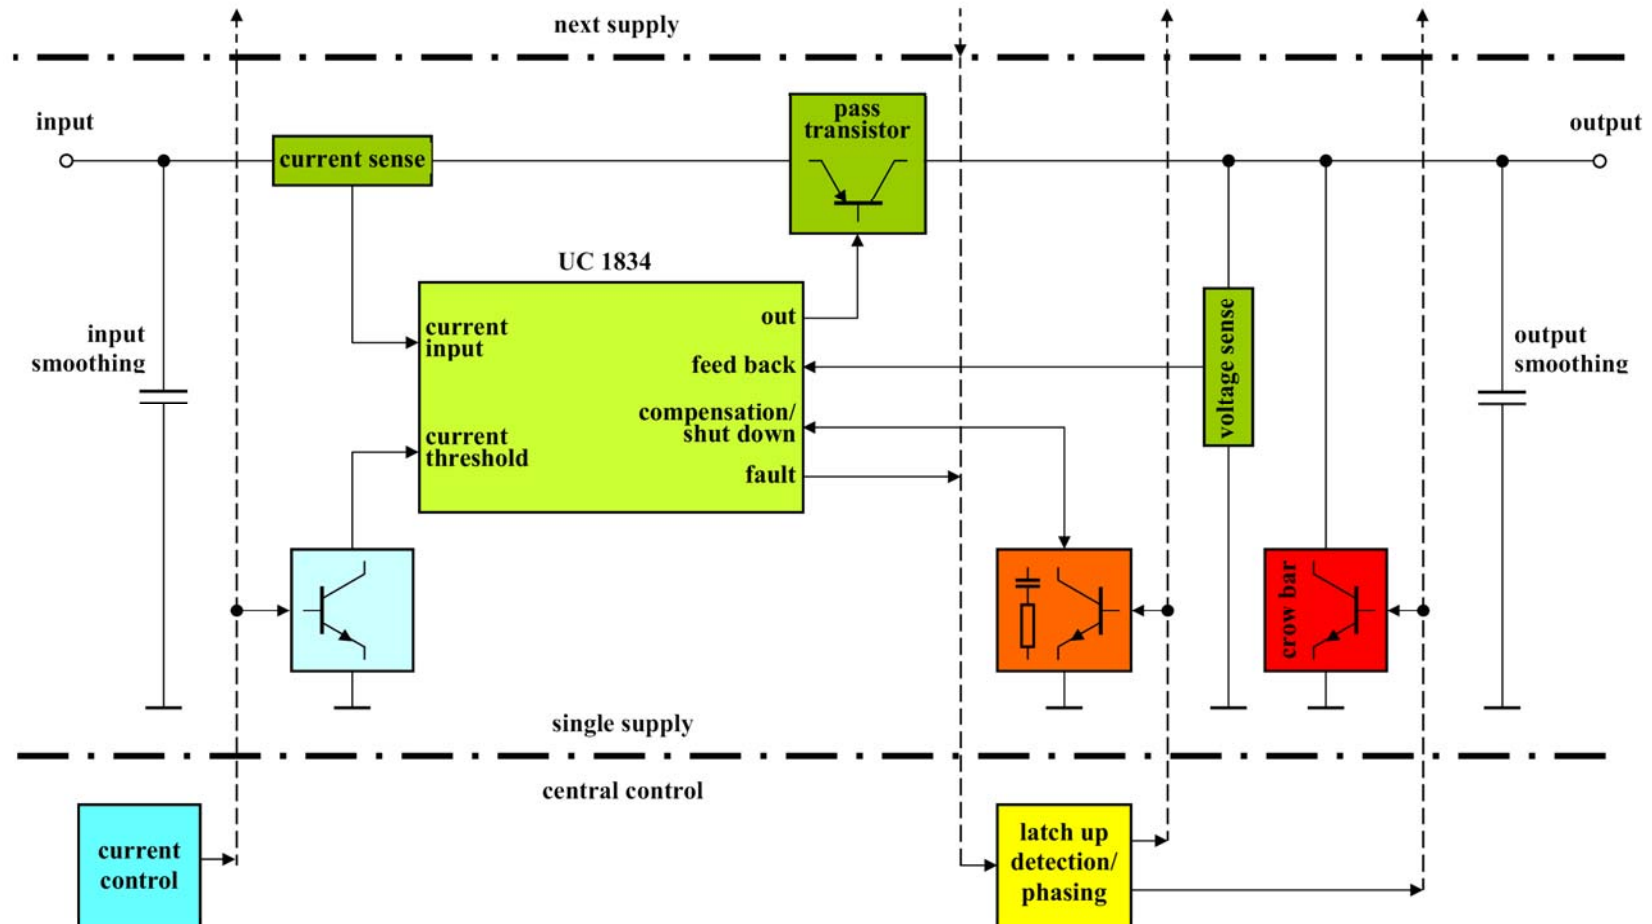 next supply
input
current sense
pass
transistor
output
UC 1834
input
smoothing
current
input
out
feed back
compensation/
shut down
current
threshold
fault
voltage sense
output
smoothing
crow bar
single supply
central control
current
control
latch up
detection/
phasing